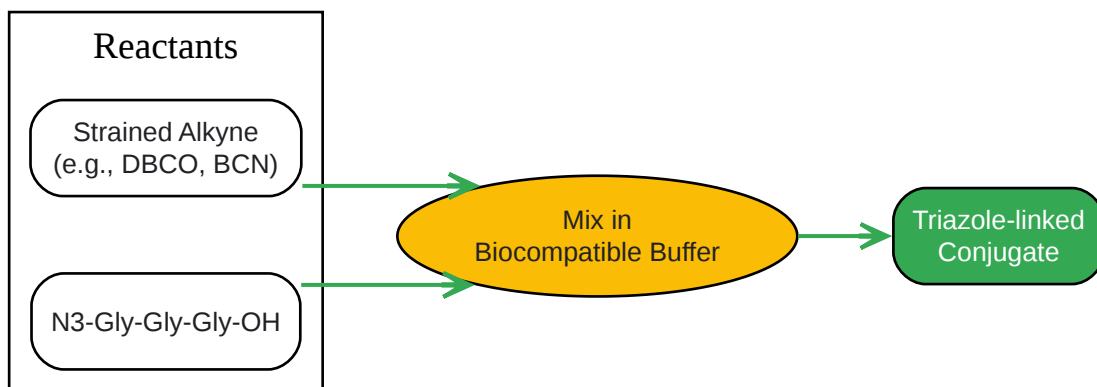 Reactants
Strained Alkyne
(e.g., DBCO, BCN)
N3-Gly-Gly-Gly-OH
Mix in
Biocompatible Buffer
Triazole-linked
Conjugate